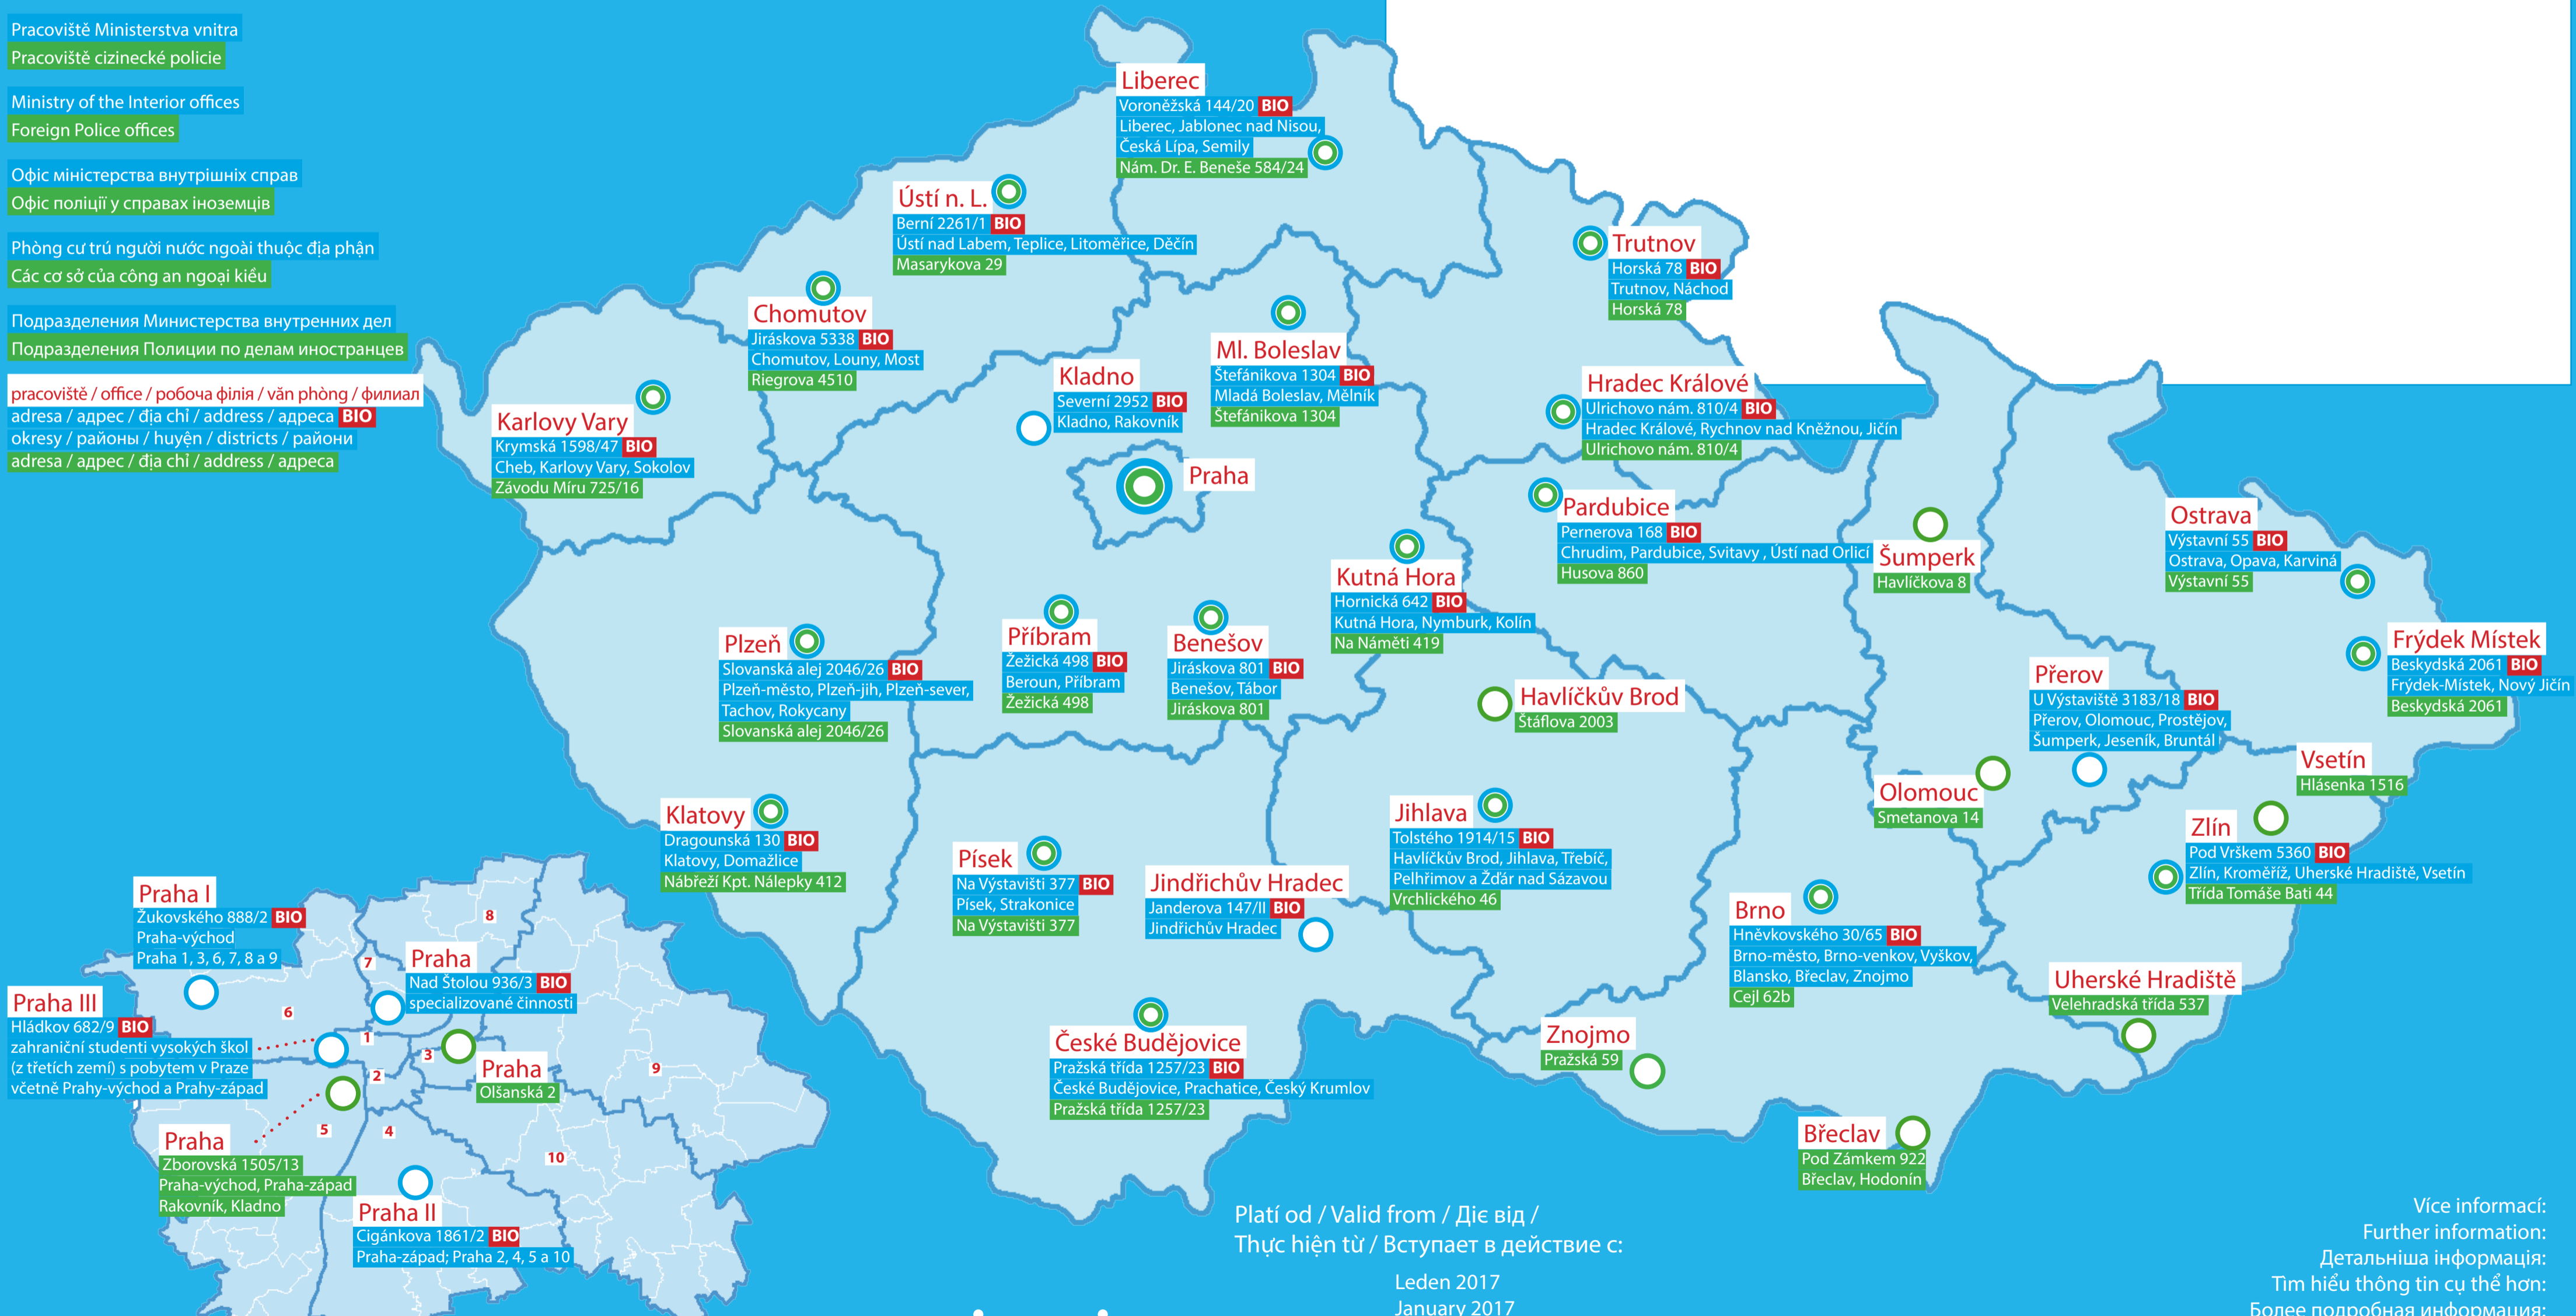 Pracoviště Ministerstva vnitra
Pracoviště cizinecké policie
Ministry of the Interior offices
Foreign Police offices
Офіс міністерства внутрішніх справ
Офіс поліції у справах іноземців
Phòng cư trú người nước ngoài thuộc địa phận
Các cơ sở của công an ngoại kiều
Подразделения Министерства внутренних дел
Подразделения Полиции по делам иностранцев
pracoviště / office / робоча філія / văn phòng / филиал
adresa / адрес / địa chỉ / address / адреса BIO
okresy / районы / huyện / districts / райони
adresa / адрес / địa chỉ / address / адреса
Liberec
Voroněžská 144/20 BIO
Liberec, Jablonec nad Nisou,
Česká Lípa, Semily
Nám. Dr. E. Beneše 584/24
Ústí n. L.
Berní 2261/1 BIO
Ústí nad Labem, Teplice, Litoměřice, Děčín
Masarykova 29
Trutnov
Horská 78 BIO
Trutnov, Náchod
Horská 78
Chomutov
Jiráskova 5338 BIO
Chomutov, Louny, Most
Riegrova 4510
Ml. Boleslav
Štefánikova 1304 BIO
Mladá Boleslav, Mělník
Štefánikova 1304
Kladno
Severní 2952 BIO
Kladno, Rakovník
Hradec Králové
Ulrichovo nám. 810/4 BIO
Hradec Králové, Rychnov nad Kněžnou, Jičín
Ulrichovo nám. 810/4
Karlovy Vary
Krymská 1598/47 BIO
Cheb, Karlovy Vary, Sokolov
Závodu Míru 725/16
Praha
Pardubice
Pernerova 168 BIO
Chrudim, Pardubice, Svitavy , Ústí nad Orlicí
Husova 860
Šumperk
Havlíčkova 8
Ostrava
Výstavní 55 BIO
Ostrava, Opava, Karviná
Výstavní 55
Kutná Hora
Hornická 642 BIO
Kutná Hora, Nymburk, Kolín
Na Náměti 419
Plzeň
Slovanská alej 2046/26 BIO
Plzeň-město, Plzeň-jih, Plzeň-sever,
Tachov, Rokycany
Slovanská alej 2046/26
Příbram
Žežická 498 BIO
Beroun, Příbram
Žežická 498
Benešov
Jiráskova 801 BIO
Benešov, Tábor
Jiráskova 801
Frýdek Místek
Beskydská 2061 BIO
Frýdek-Místek, Nový Jičín
Beskydská 2061
Havlíčkův Brod
Štáflova 2003
Přerov
U Výstaviště 3183/18 BIO
Přerov, Olomouc, Prostějov,
Šumperk, Jeseník, Bruntál
Vsetín
Hlásenka 1516
Olomouc
Smetanova 14
Klatovy
Dragounská 130 BIO
Klatovy, Domažlice
Nábřeží Kpt. Nálepky 412
Jihlava
Tolstého 1914/15 BIO
Havlíčkův Brod, Jihlava, Třebíč,
Pelhřimov a Žďár nad Sázavou
Vrchlického 46
Zlín
Pod Vrškem 5360 BIO
Zlín, Kroměříž, Uherské Hradiště, Vsetín
Třída Tomáše Bati 44
Písek
Na Výstavišti 377 BIO
Písek, Strakonice
Na Výstavišti 377
Jindřichův Hradec
Janderova 147/II BIO
Jindřichův Hradec
Brno
Hněvkovského 30/65 BIO
Brno-město, Brno-venkov, Vyškov,
Blansko, Břeclav, Znojmo
Cejl 62b
Uherské Hradiště
Velehradská třída 537
České Budějovice
Pražská třída 1257/23 BIO
České Budějovice, Prachatice, Český Krumlov
Pražská třída 1257/23
Znojmo
Pražská 59
Břeclav
Pod Zámkem 922
Břeclav, Hodonín
Praha I
Žukovského 888/2 BIO
Praha-východ
Praha 1, 3, 6, 7, 8 a 9
Praha
Nad Štolou 936/3 BIO
specializované činnosti
Praha III
Hládkov 682/9 BIO
zahraniční studenti vysokých škol
(z třetích zemí) s pobytem v Praze
včetně Prahy-východ a Prahy-západ
Praha
Olšanská 2
Praha
Zborovská 1505/13
Praha-východ, Praha-západ
Rakovník, Kladno
Praha II
Cigánkova 1861/2 BIO
Praha-západ; Praha 2, 4, 5 a 10
8
7
6
1
3
2
9
5
4
10
Platí od / Valid from / Діє від /
Thực hiện từ / Вступает в действие с:
Leden 2017
January 2017
Více informací:
Further information:
Детальніша інформація:
Tìm hiểu thông tin cụ thể hơn:
Более подробная информация: